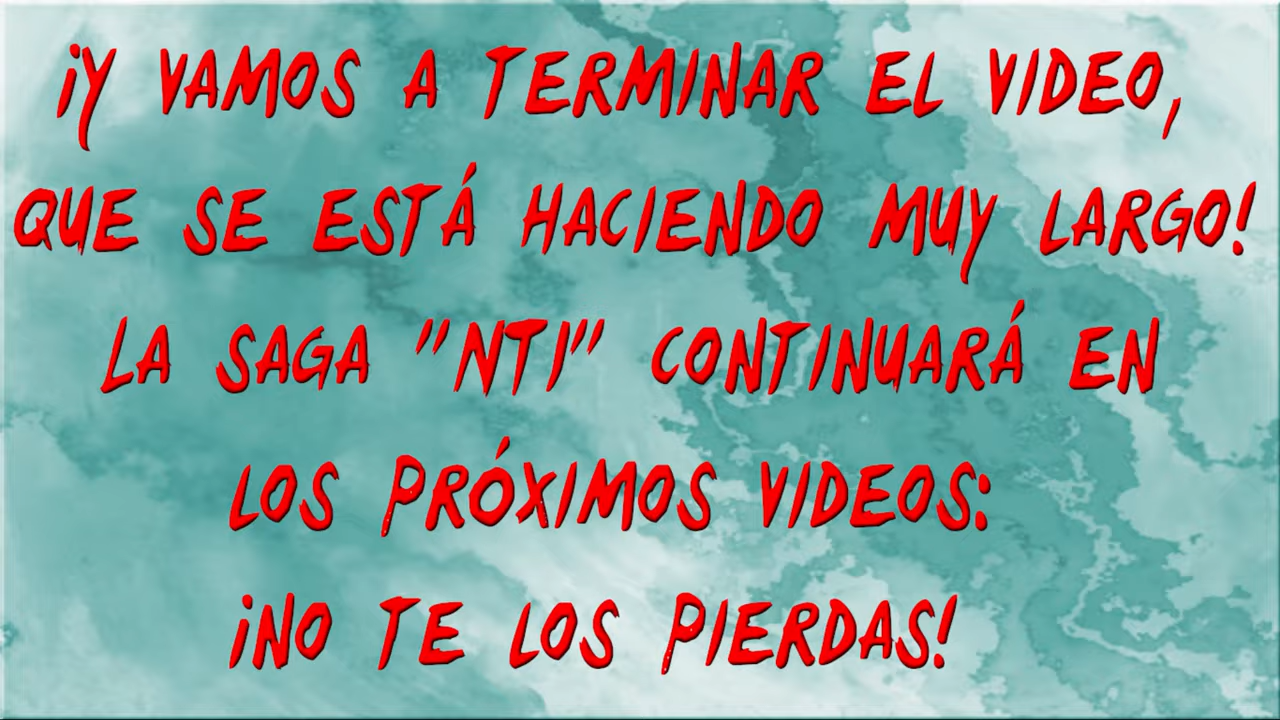 ¡Y VAMOS A TERMINAR EL VIDEO,
QUE SE ESTÁ HACIENDO MUY LARGO!
LA SAGA "NTI" CONTINUARÁ EN
LOS PRÓXIMOS VIDEOS:
¡NO TE LOS PIERDAS!